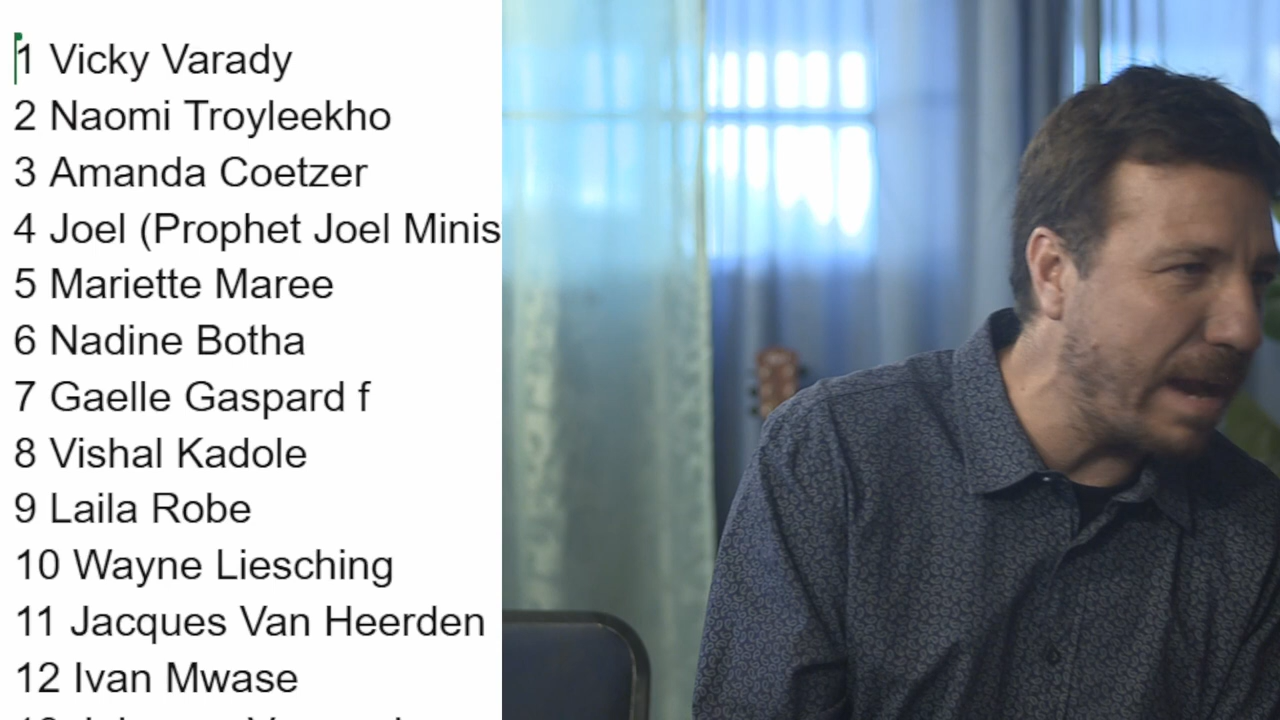 1 Vicky Varady
2 Naomi Troyleekho
3 Amanda Coetzer
4 Joel (Prophet Joel Minis
5 Mariette Maree
6 Nadine Botha
7 Gaelle Gaspard f
8 Vishal Kadole
9 Laila Robe
10 Wayne Liesching
11 Jacques Van Heerden
12 Ivan Mwase